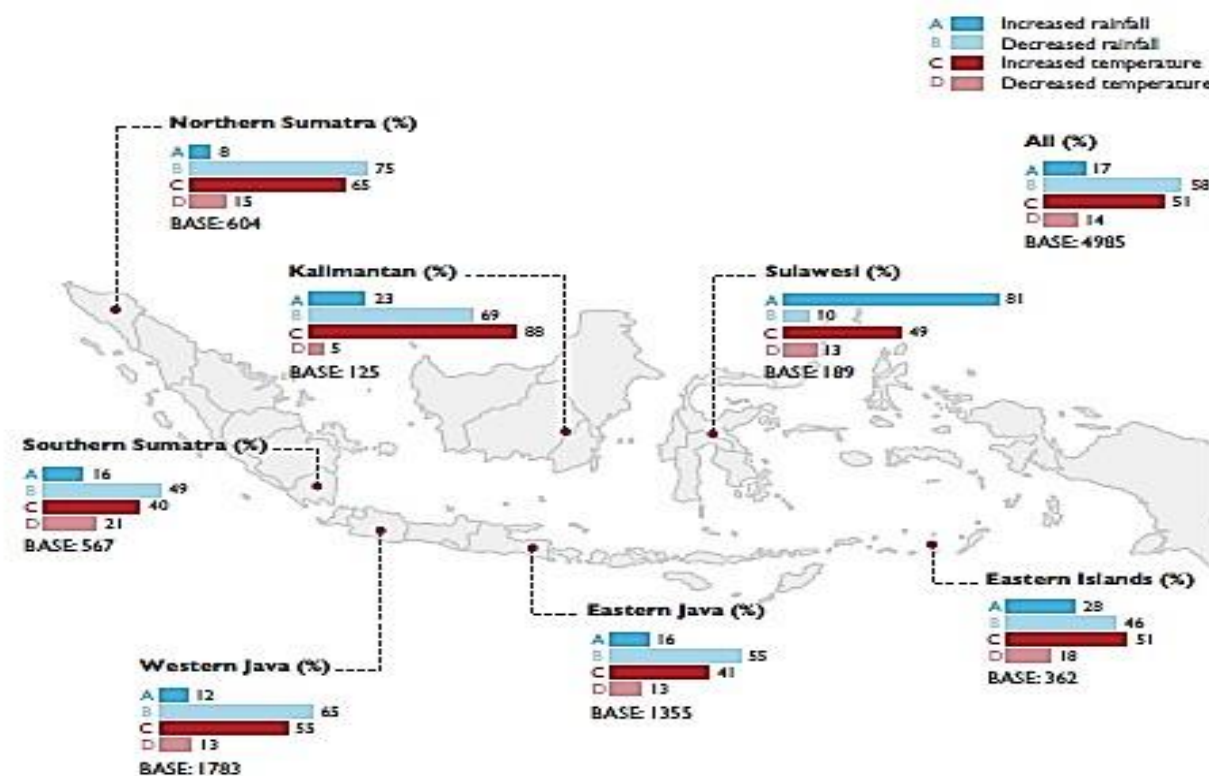 A Increased rainfall
B Decreased rainfall
C Increased temperature
D Decreased temperature
Northern Sumatra (%)
A 8
B 75
C 65
D 15
BASE: 604
All (%)
A 17
B 58
C 51
D 14
BASE: 4985
Kalimantan (%)
A 23
B 69
C 88
D 5
BASE: 125
Sulawesi (%)
A 81
B 10
C 49
D 13
BASE: 189
Southern Sumatra (%)
A 16
B 49
C 40
D 21
BASE: 567
Eastern Islands (%)
A 28
B 46
C 51
D 18
BASE: 362
Eastern Java (%)
A 16
B 55
C 41
D 13
BASE: 1355
Western Java (%)
A 12
B 65
C 55
D 13
BASE: 1783